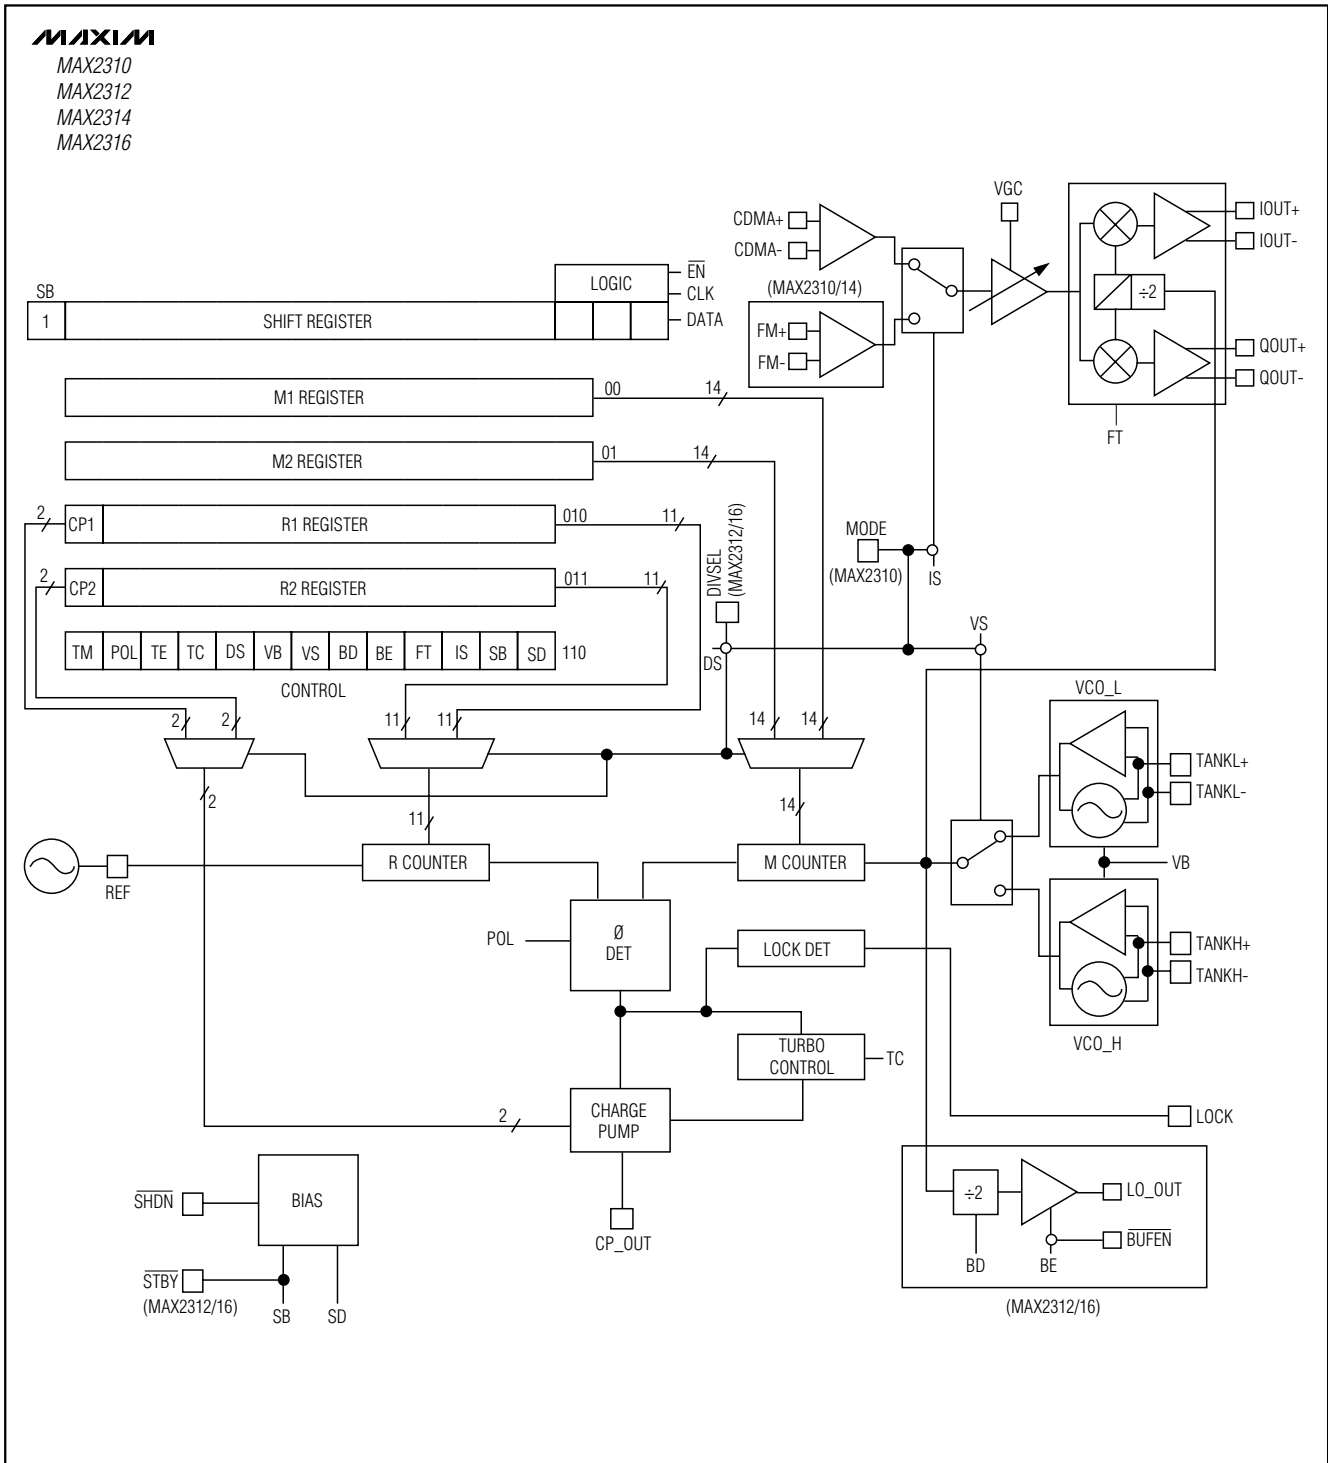 MAXIM
MAX2310
MAX2312
MAX2314
MAX2316
VGC
CDMA+
CDMA-
IOUT+
IOUT-
(MAX2310/14)
÷2
FM+
FM-
QOUT+
QOUT-
FT
SB
LOGIC
EN
CLK
DATA
1
SHIFT REGISTER
M1 REGISTER
00
14
M2 REGISTER
01
14
2
CP1
R1 REGISTER
010
11
2
CP2
R2 REGISTER
011
11
DIVSEL
(MAX2312/16)
MODE
(MAX2310)
IS
TM POL TE TC DS VB VS BD BE FT IS SB SD 110
CONTROL
DS
VS
2
2
11
11
14
14
VCO_L
TANKL+
TANKL-
2
11
14
REF
R COUNTER
M COUNTER
VB
POL
Ø
DET
LOCK DET
TANKH+
TANKH-
VCO_H
TURBO
CONTROL
TC
2
CHARGE
PUMP
LOCK
SHDN
BIAS
CP_OUT
÷2
LO_OUT
BUFEN
BD
BE
STBY
(MAX2312/16)
SB
SD
(MAX2312/16)